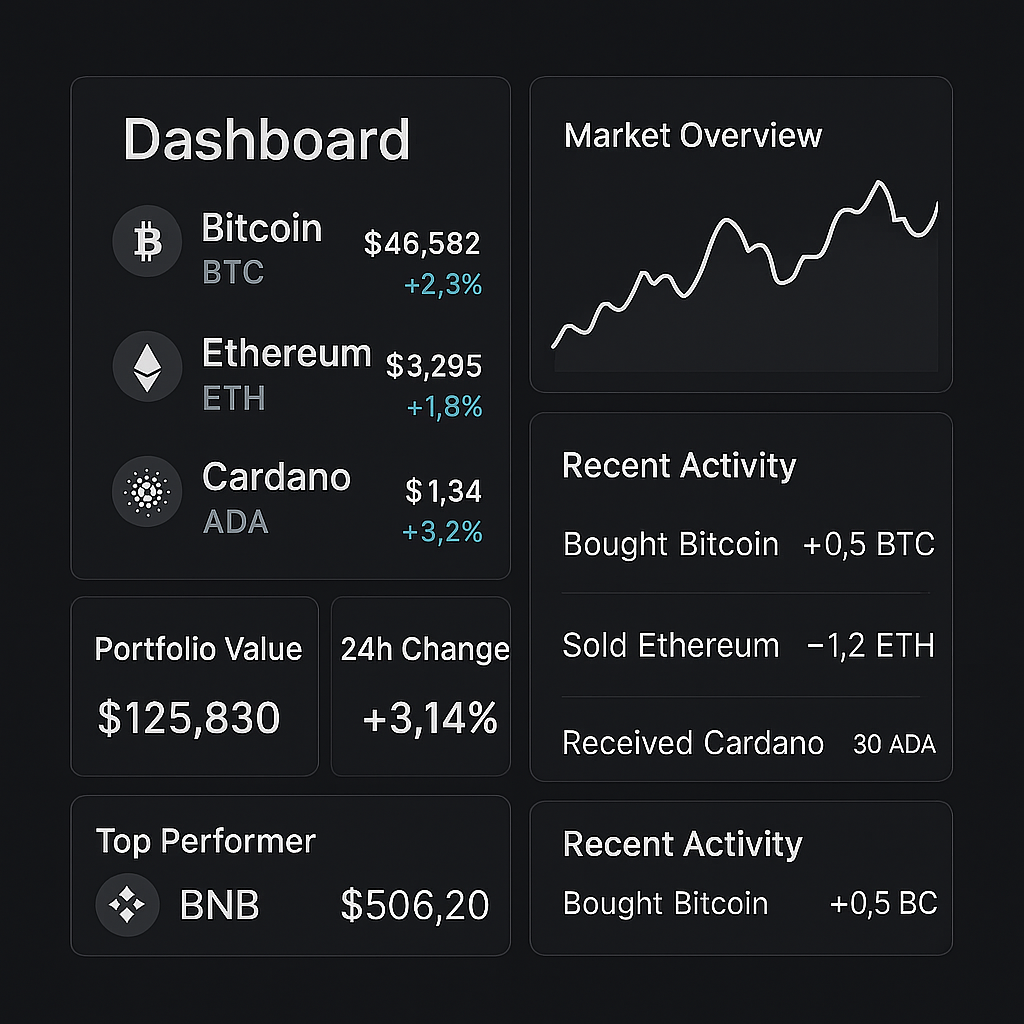 Dashboard
Bitcoin $46,582
BTC +2,3%
Ethereum $3,295
ETH +1,8%
Cardano $1,34
ADA +3,2%
Market Overview
Recent Activity
Bought Bitcoin +0,5 BTC
Sold Ethereum −1,2 ETH
Received Cardano 30 ADA
Portfolio Value
$125,830
24h Change
+3,14%
Top Performer
BNB $506,20
Recent Activity
Bought Bitcoin +0,5 BC